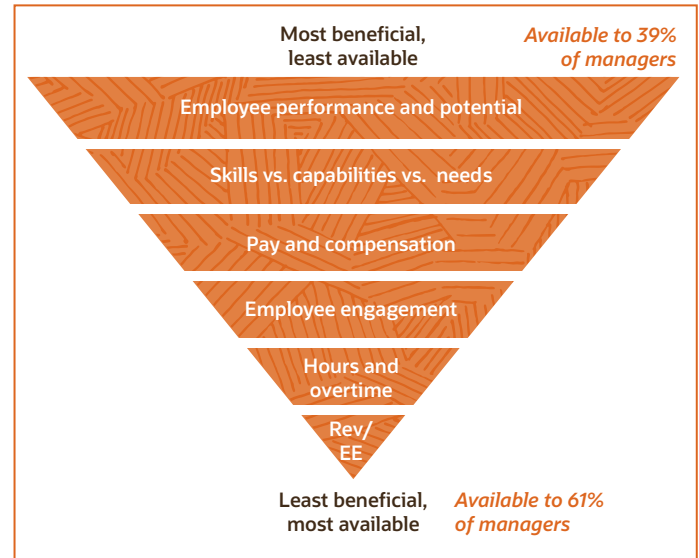 Most beneficial,
least available
Available to 39%
of managers
Employee performance and potential
Skills vs. capabilities vs. needs
Pay and compensation
Employee engagement
Hours and
overtime
Rev/
EE
Least beneficial,
most available
Available to 61%
of managers